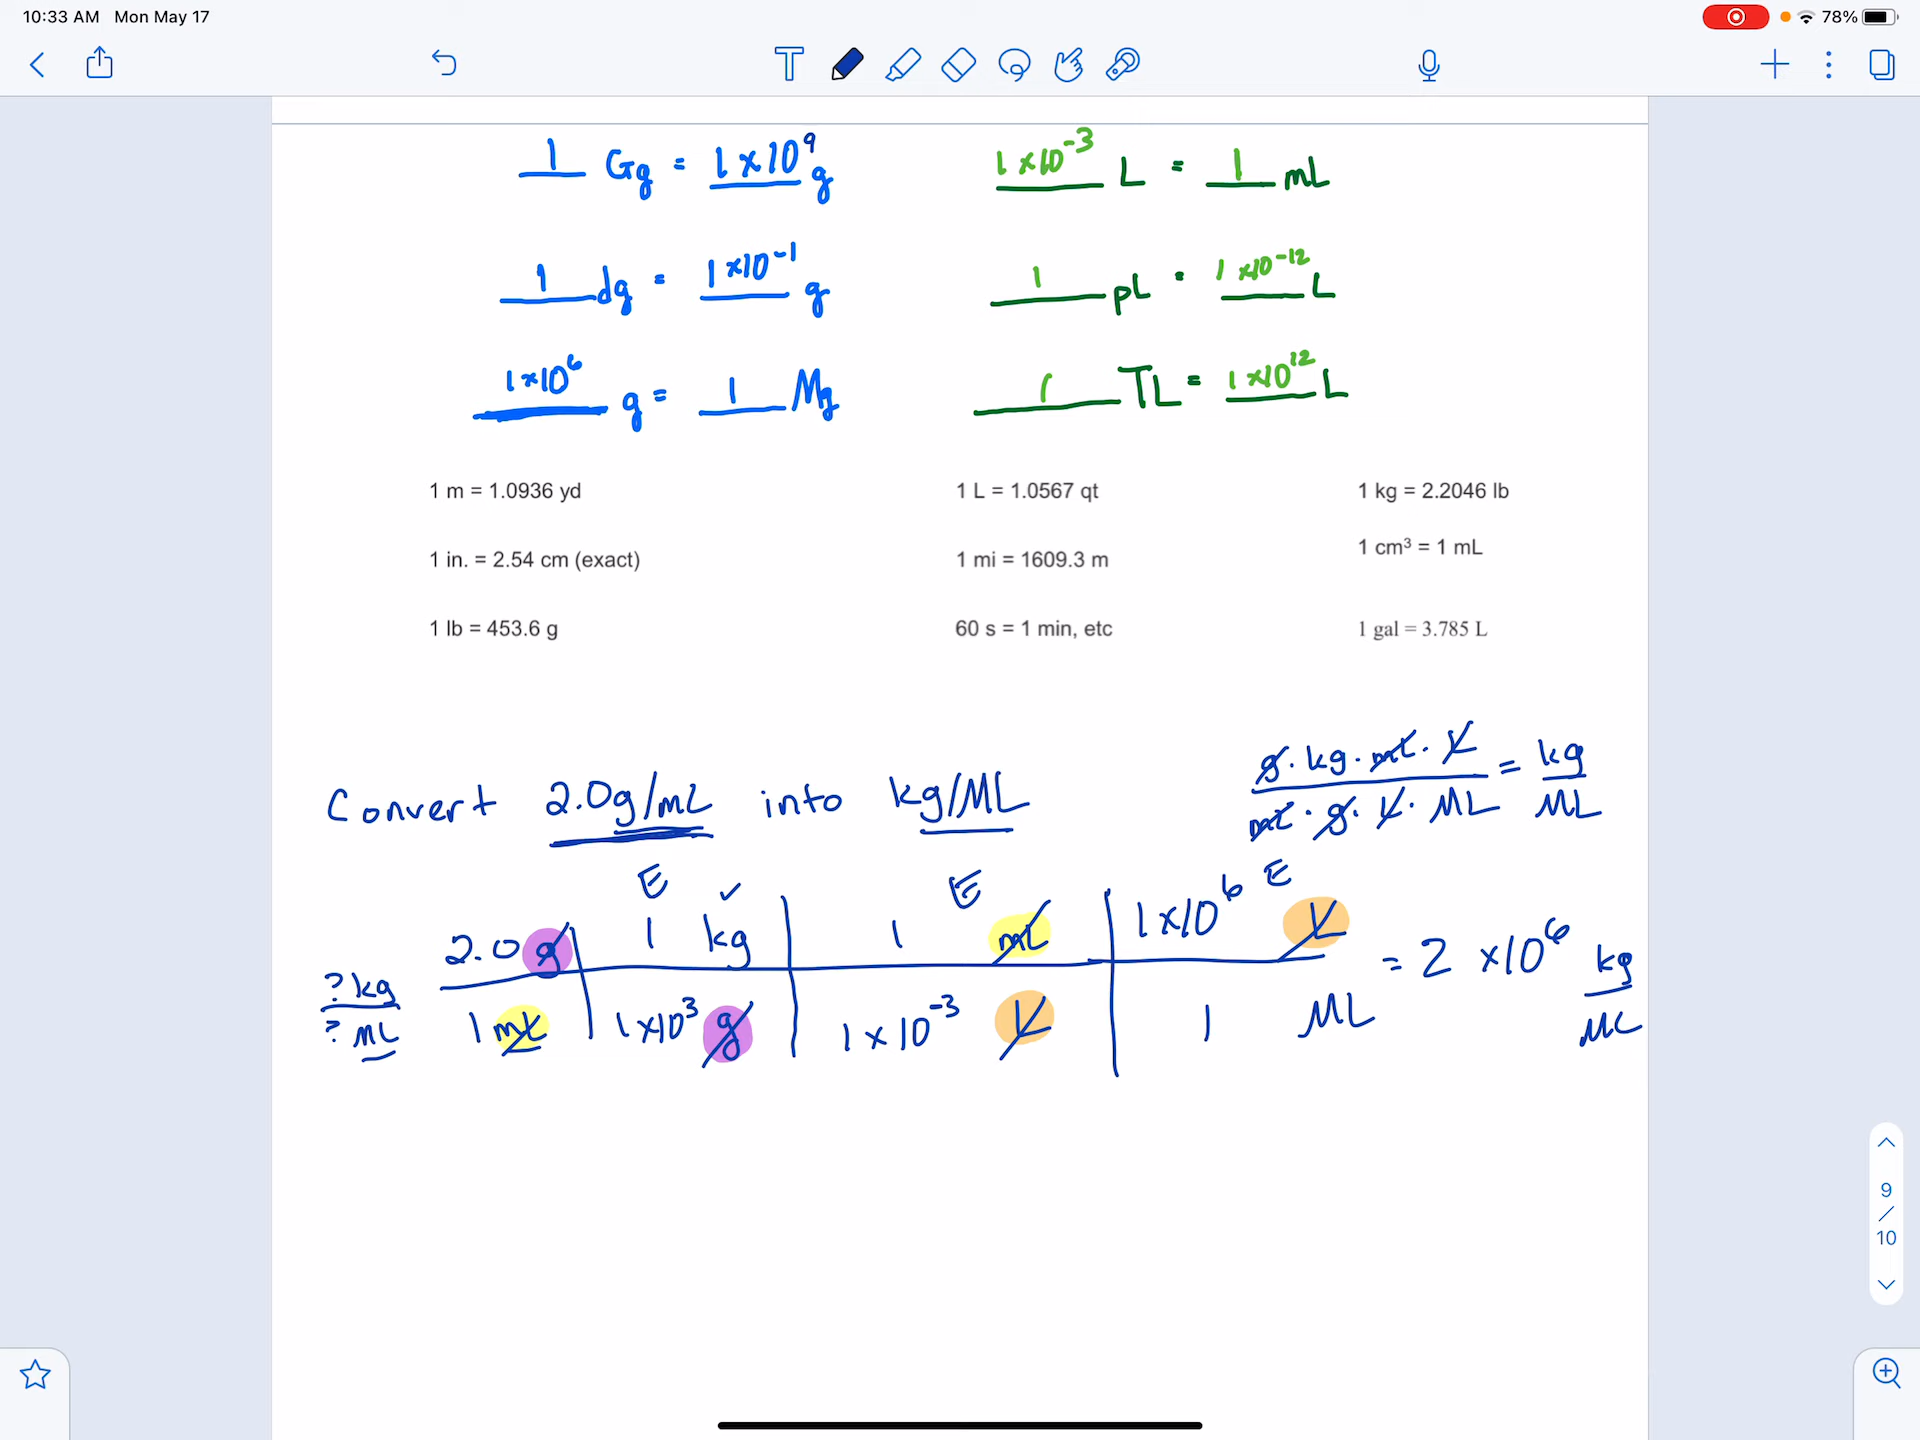 10:33 AM Mon May 17 78%
1 Gg = 1 x 10⁹ g 1 x 10⁻³ L = 1 mL
1 dg = 1 x 10⁻¹ g 1 pL = 1 x 10⁻¹² L
1 x 10⁶ g = 1 Mg 1 TL = 1 x 10¹² L
1 m = 1.0936 yd 1 L = 1.0567 qt 1 kg = 2.2046 lb
1 in. = 2.54 cm (exact) 1 mi = 1609.3 m 1 cm³ = 1 mL
1 lb = 453.6 g 60 s = 1 min, etc 1 gal = 3.785 L
g · kg · mL · L = kg
mL · g · L · ML ML
Convert 2.0g/mL into kg/ML
E ✓ E E
? kg 2.0 g 1 kg 1 mL 1 x 10⁶ L = 2 x 10⁶ kg
? ML 1 mL 1 x 10³ g 1 x 10⁻³ L 1 ML ML
9
/
10